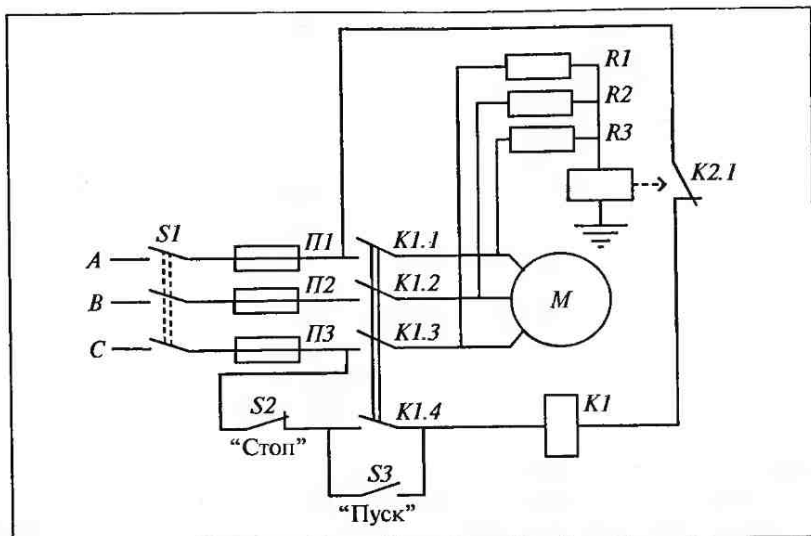 R1
R2
R3
K2.1
S1
A
П1
K1.1
B
П2
K1.2
M
C
П3
K1.3
S2
K1.4
K1
“Стоп”
S3
“Пуск”